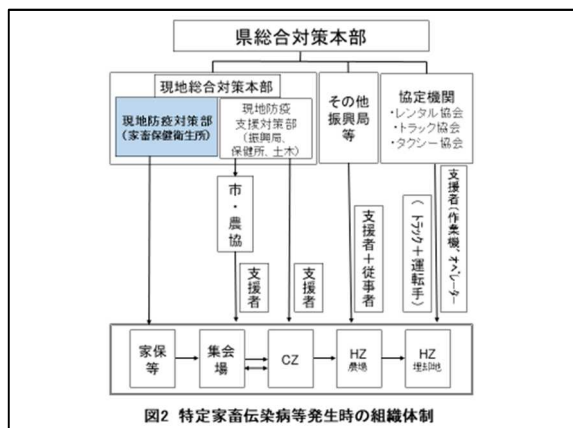 県総合対策本部
現地総合対策本部
現地防疫対策部
(家畜保健衛生所)
現地防疫
支援対策部
(振興局、
保健所、土木)
その他
振興局
等
協定機関
・レンタル協会
・トラック協会
・タクシー協会
市・農協
支援者
支援者
支援者+従事者
(トラック+運転手)
支援者(作業機、オペレーター
家保
等
集会
場
CZ
HZ
農場
HZ
埋却地
図2 特定家畜伝染病等発生時の組織体制